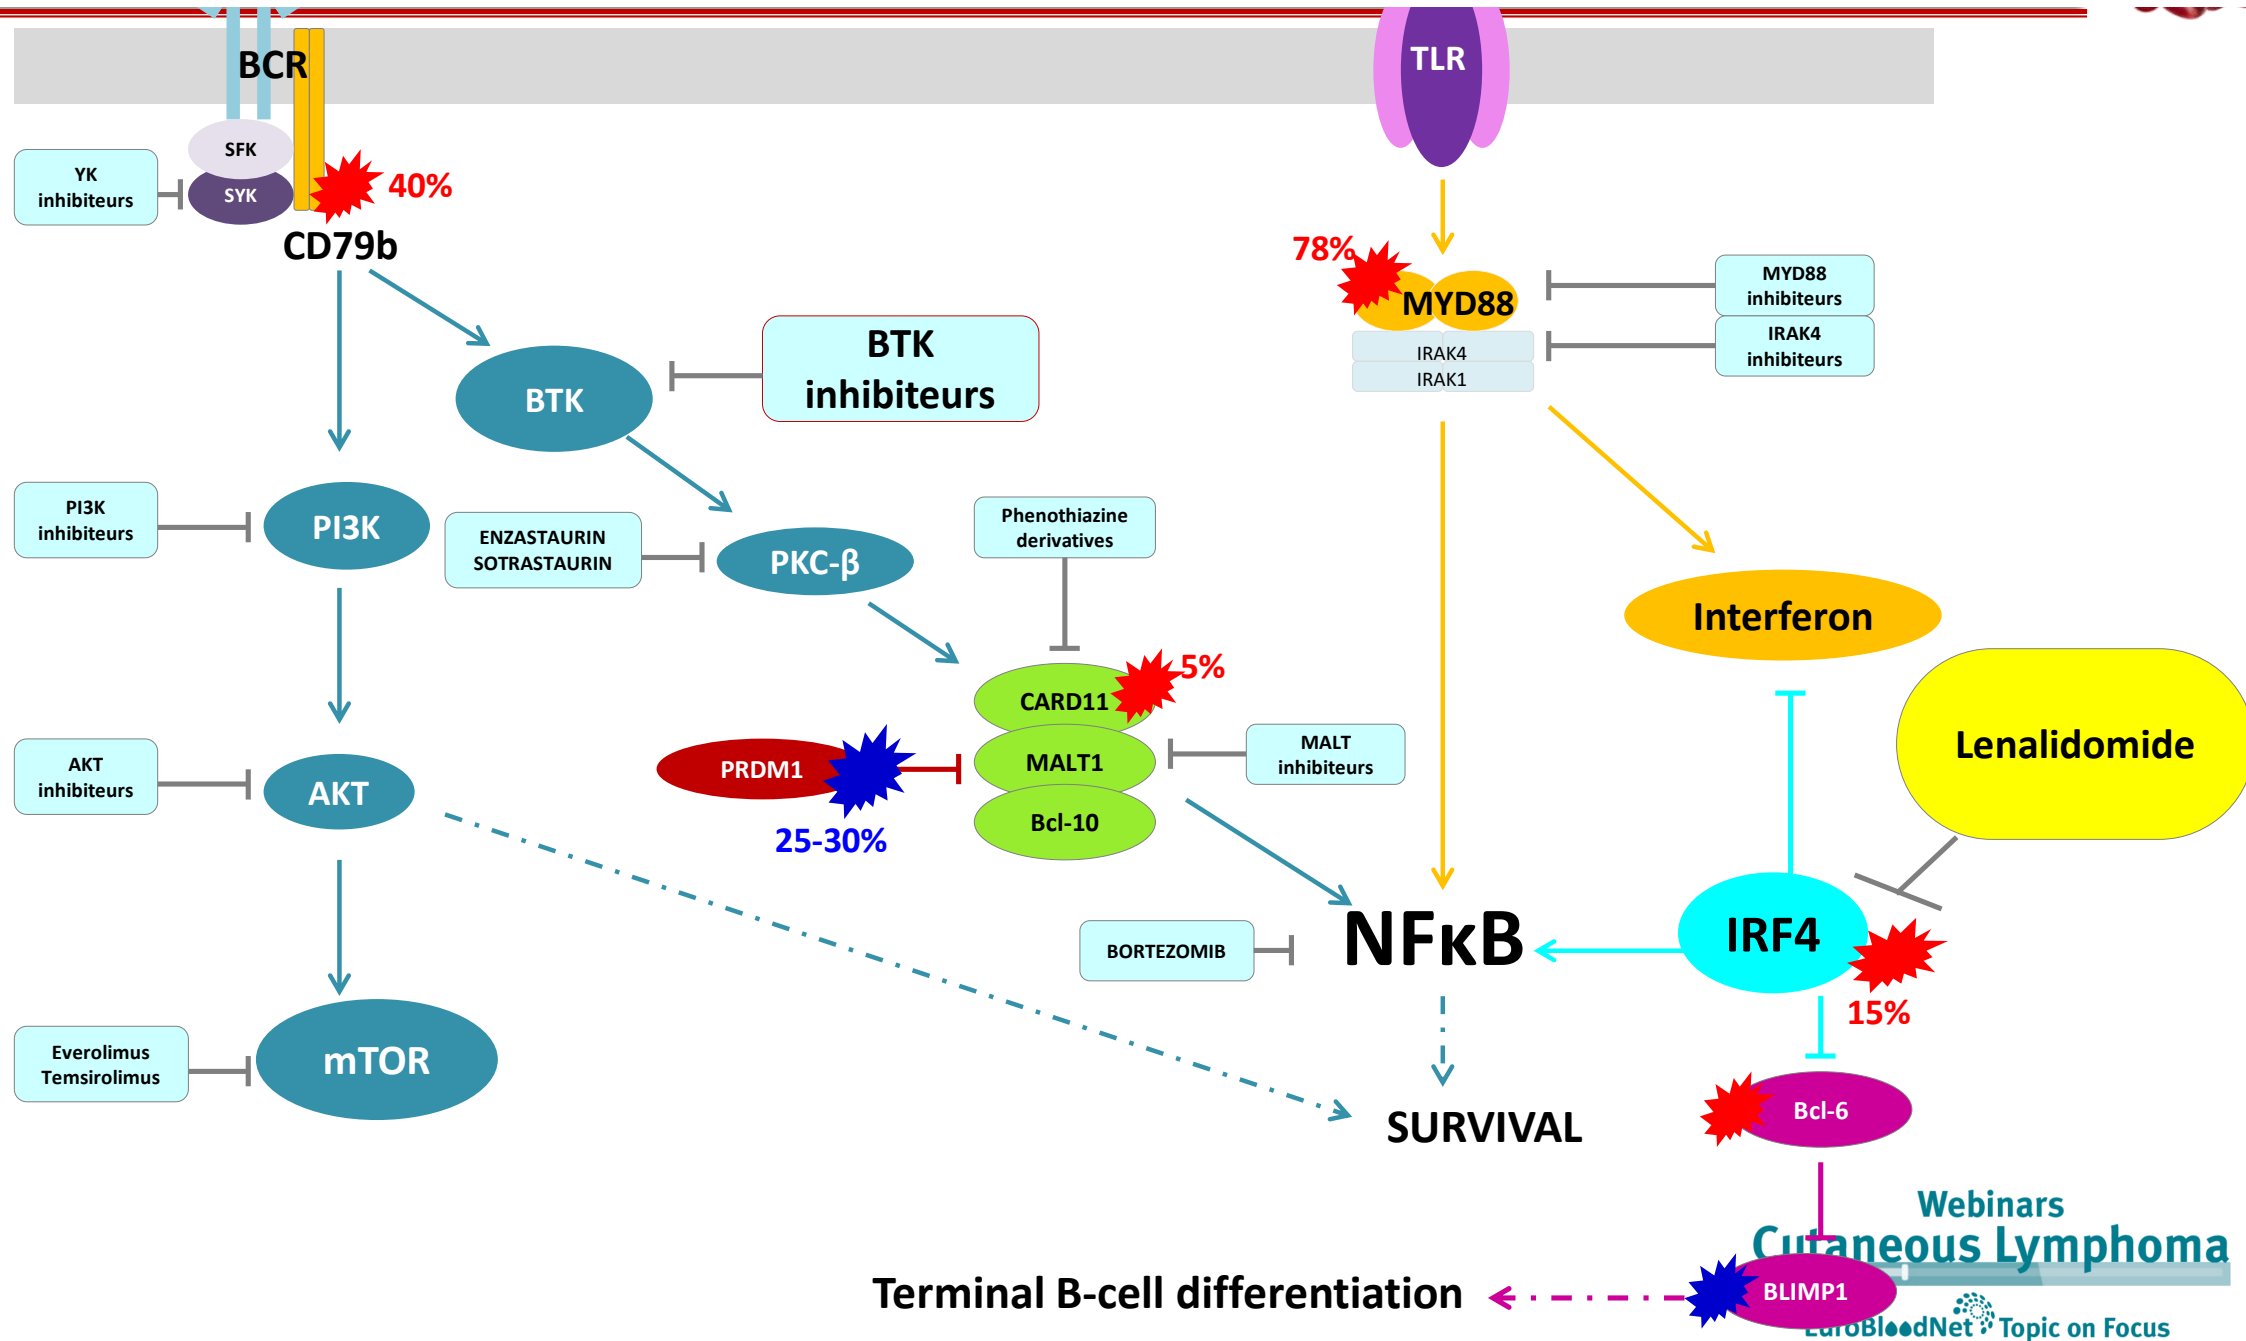 BCR
TLR
SFK
YK
inhibiteurs
SYK
40%
CD79b
78%
MYD88
MYD88
inhibiteurs
IRAK4
inhibiteurs
IRAK4
IRAK1
BTK
BTK
inhibiteurs
PI3K
inhibiteurs
PI3K
ENZASTAURIN
SOTRASTAURIN
PKC-β
Phenothiazine
derivatives
Interferon
CARD11
5%
PRDM1
MALT1
MALT
inhibiteurs
Bcl-10
25-30%
Lenalidomide
AKT
inhibiteurs
AKT
BORTEZOMIB
NFκB
IRF4
15%
Everolimus
Temsirolimus
mTOR
SURVIVAL
Bcl-6
Webinars
Cutaneous Lymphoma
Terminal B-cell differentiation
BLIMP1
EuroBloodNet Topic on Focus